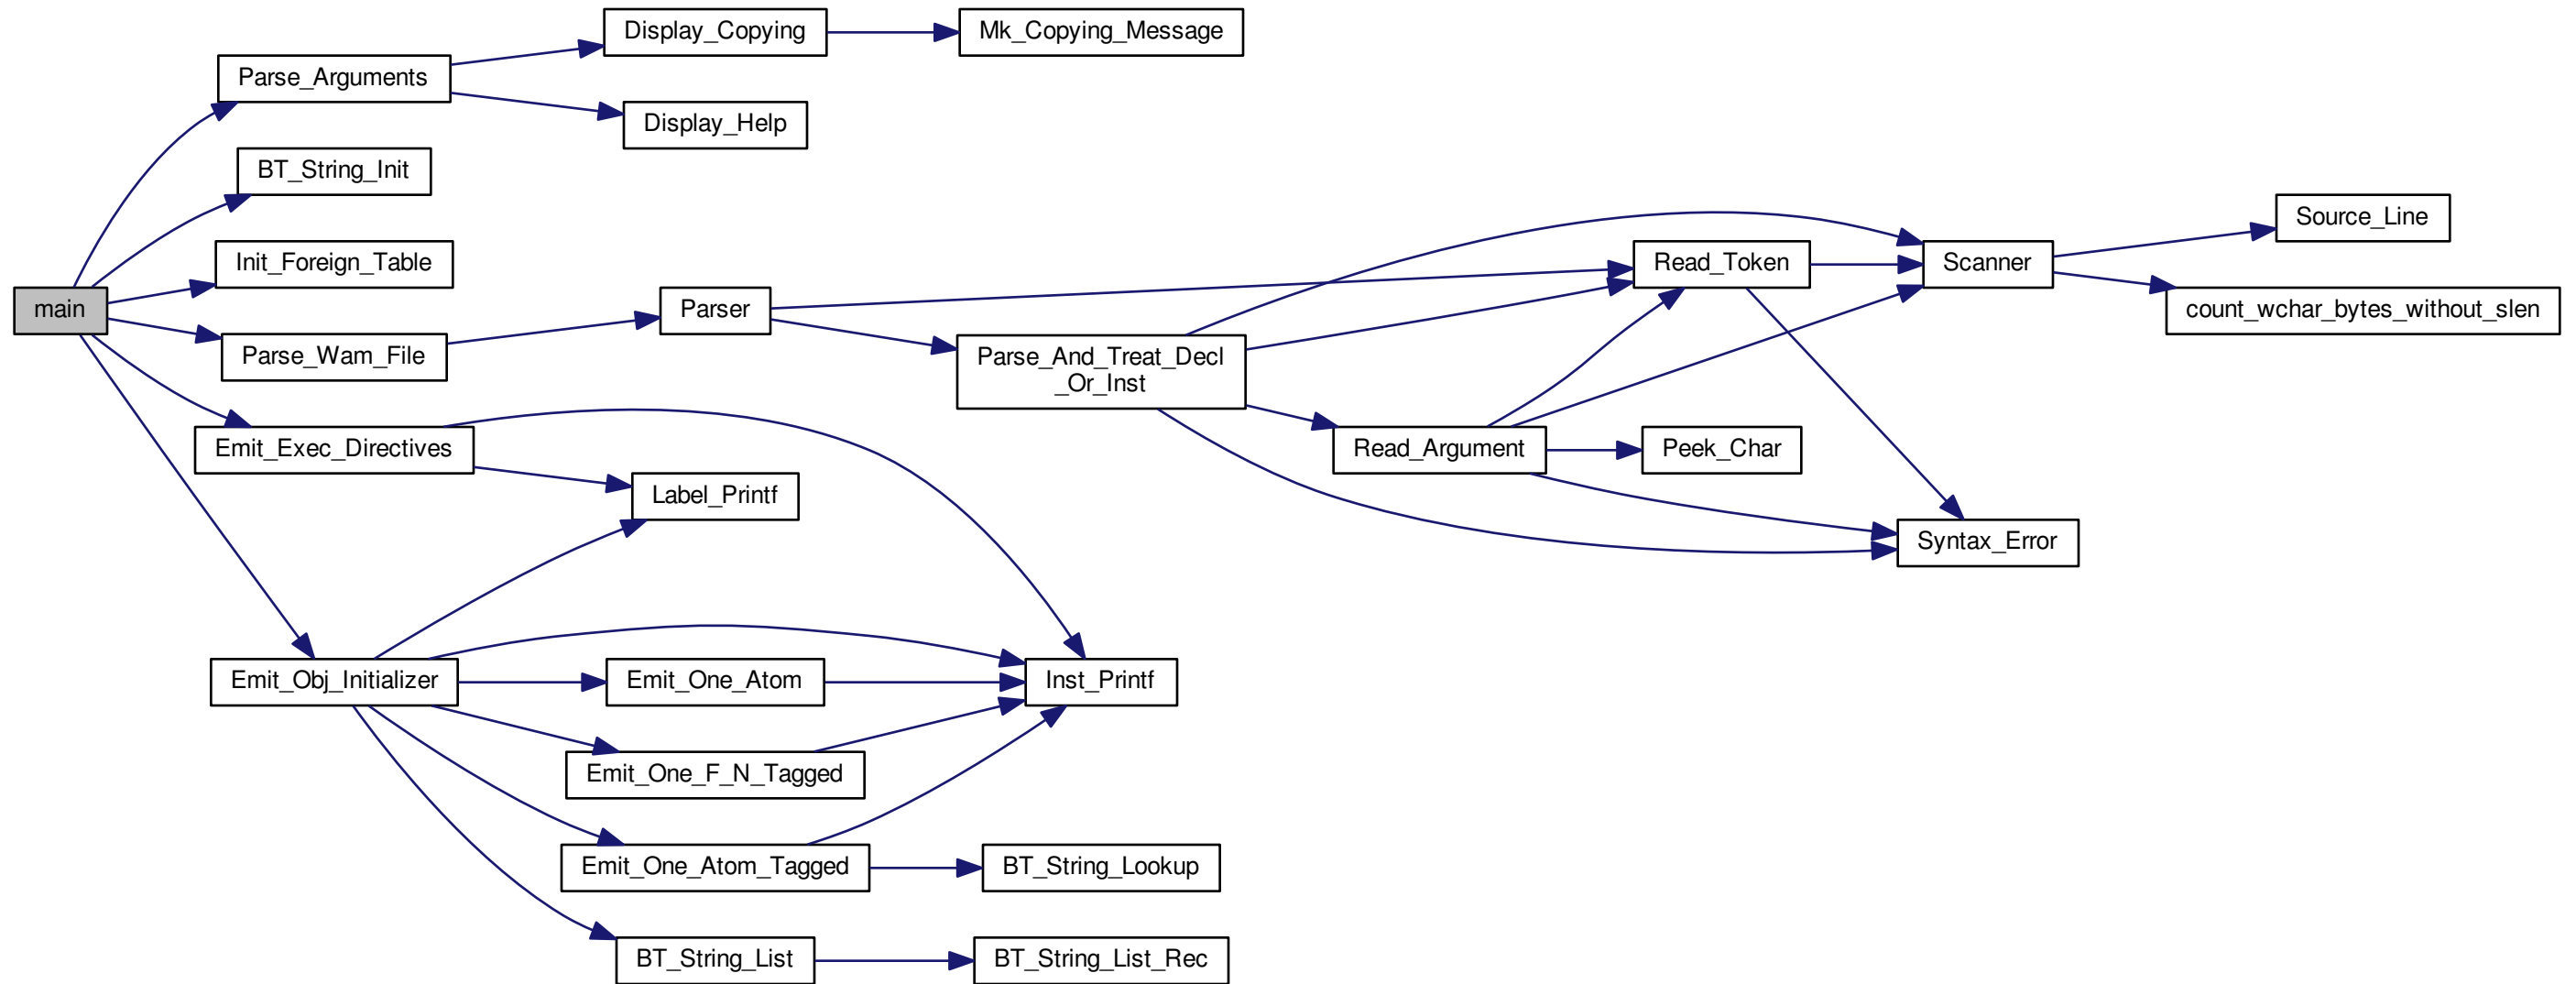 Display_Copying
Mk_Copying_Message
Parse_Arguments
Display_Help
BT_String_Init
Source_Line
Init_Foreign_Table
Read_Token
Scanner
main
Parser
count_wchar_bytes_without_slen
Parse_Wam_File
Parse_And_Treat_Decl
_Or_Inst
Emit_Exec_Directives
Read_Argument
Peek_Char
Label_Printf
Syntax_Error
Emit_Obj_Initializer
Emit_One_Atom
Inst_Printf
Emit_One_F_N_Tagged
Emit_One_Atom_Tagged
BT_String_Lookup
BT_String_List
BT_String_List_Rec